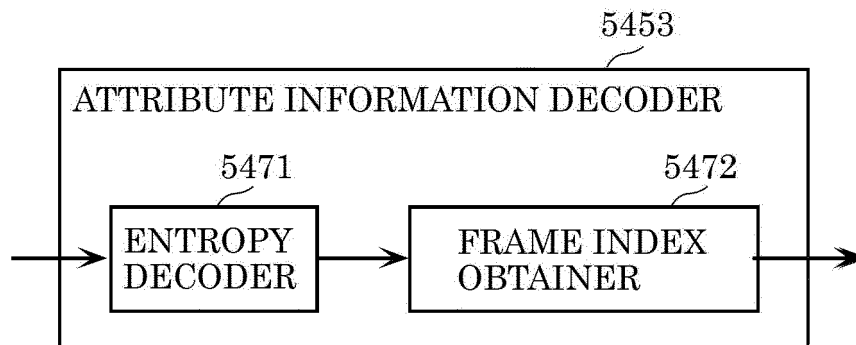 5453
ATTRIBUTE INFORMATION DECODER
5471
5472
ENTROPY
DECODER
FRAME INDEX
OBTAINER